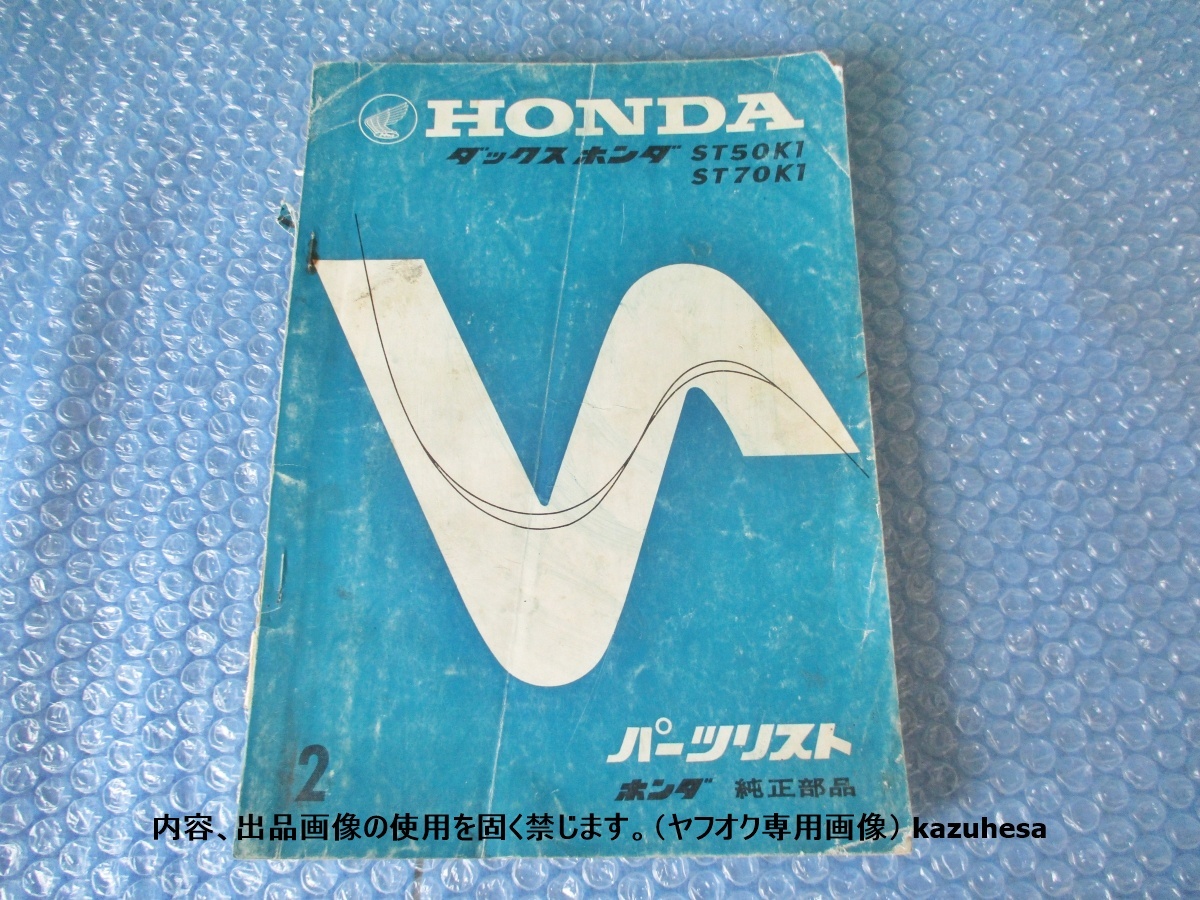 HONDA
ダックスホンダ ST50K1
ST70K1
パーツリスト
ホンダ 純正部品
2
内容、出品画像の使用を固く禁じます。（ヤフオク専用画像） kazuhesa